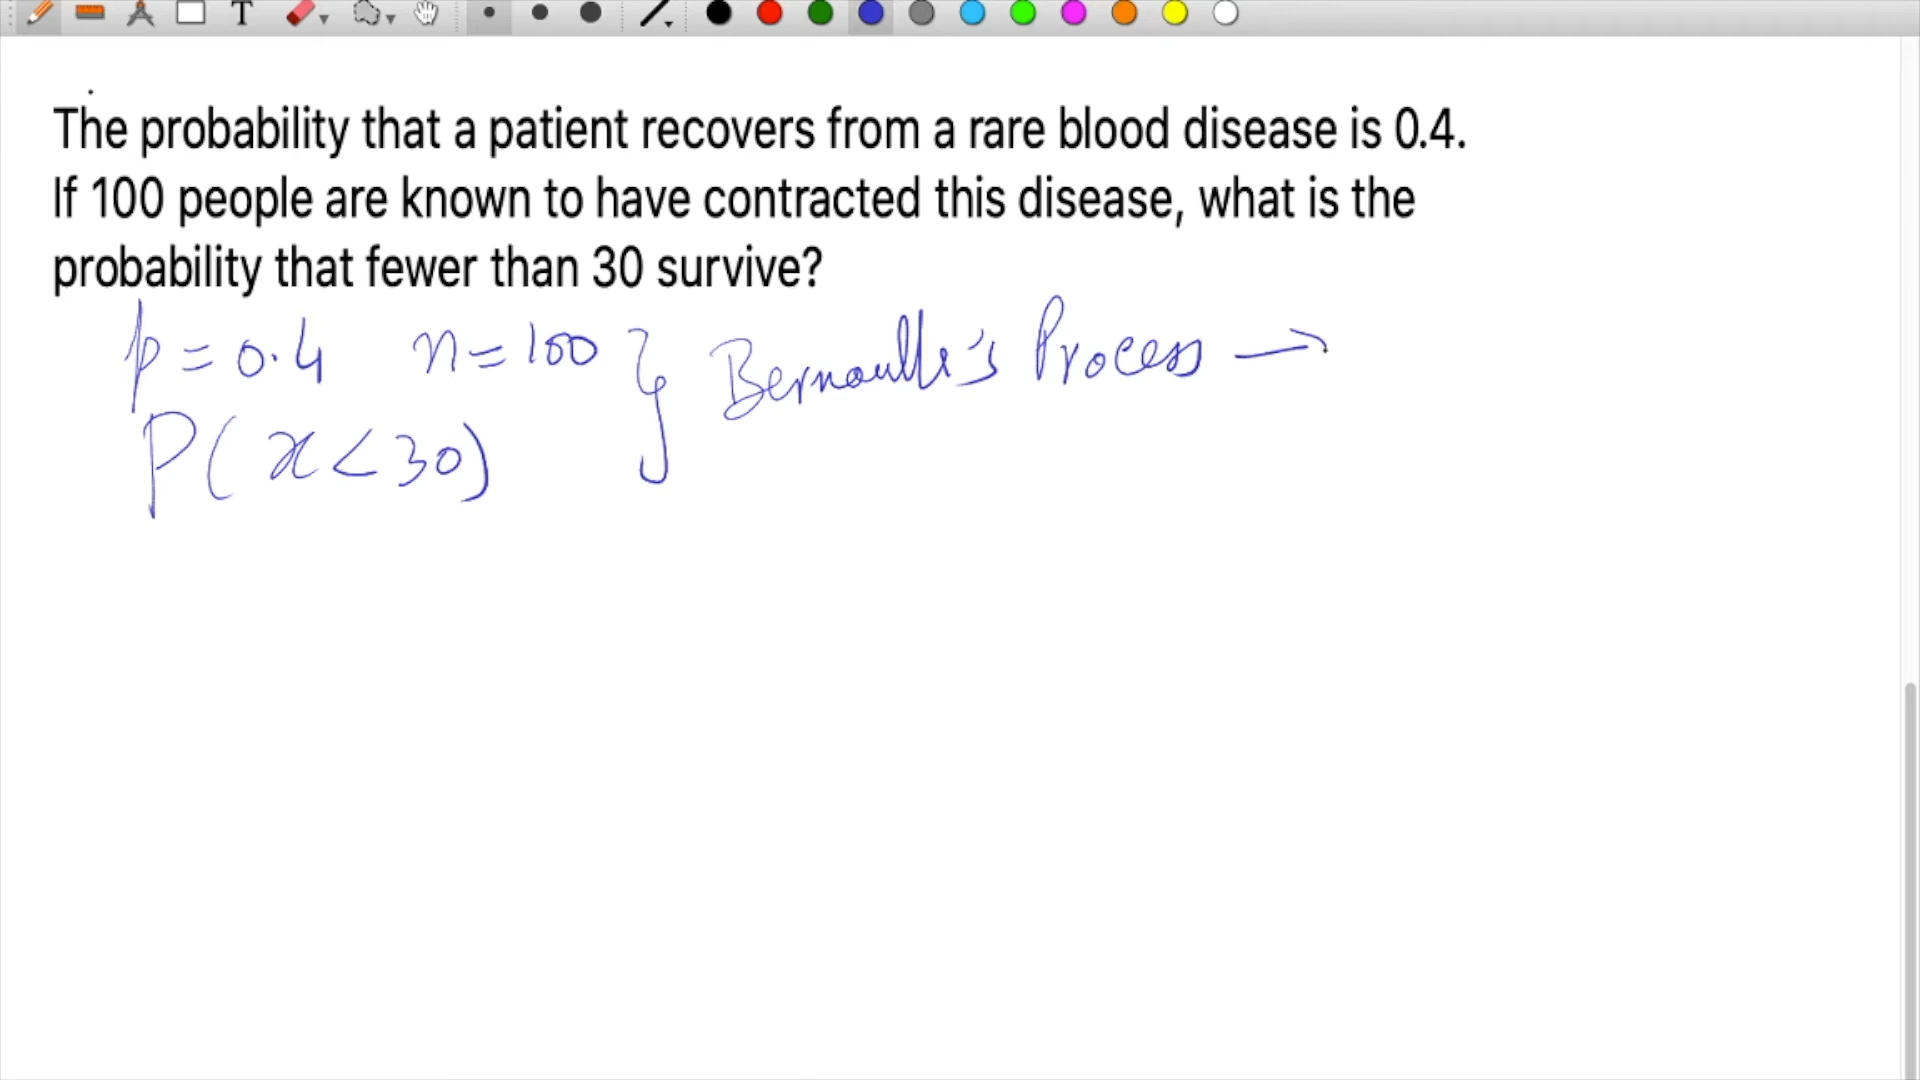 T
The probability that a patient recovers from a rare blood disease is 0.4.
If 100 people are known to have contracted this disease, what is the
probability that fewer than 30 survive?
p = 0.4 n = 100 } Bernoulli's Process →
P(x < 30)